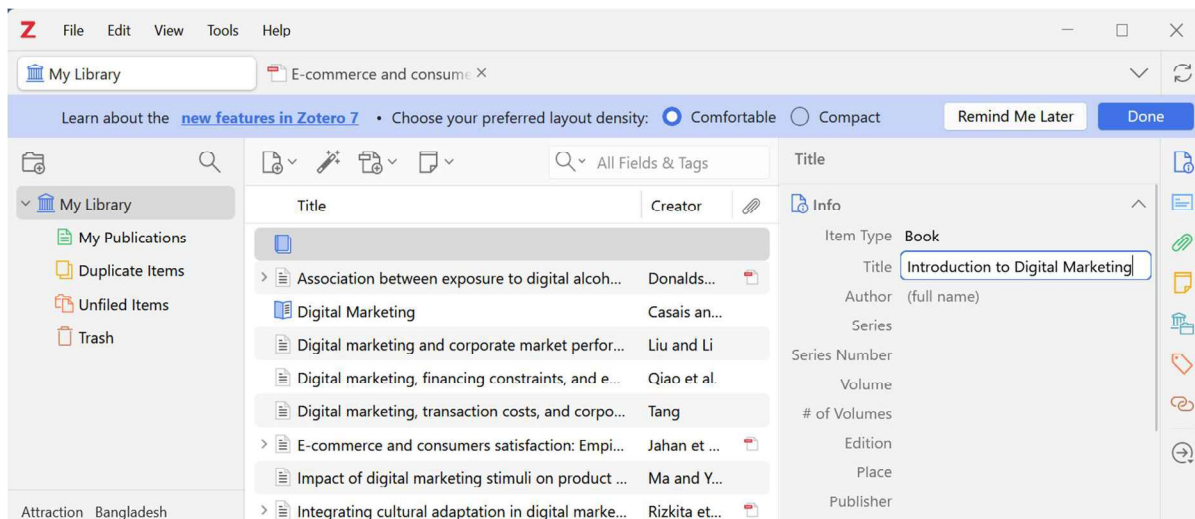 Z File Edit View Tools Help
My Library E-commerce and consume
Learn about the new features in Zotero 7 • Choose your preferred layout density: Comfortable Compact Remind Me Later Done
All Fields & Tags
Title
My Library
My Publications
Duplicate Items
Unfiled Items
Trash
Title Creator
Association between exposure to digital alcoh... Donalds...
Digital Marketing Casais an...
Digital marketing and corporate market perfor... Liu and Li
Digital marketing, financing constraints, and e... Qiao et al.
Digital marketing, transaction costs, and corpo... Tang
E-commerce and consumers satisfaction: Empi... Jahan et ...
Impact of digital marketing stimuli on product ... Ma and Y...
Integrating cultural adaptation in digital marke... Rizkita et...
Info
Item Type Book
Title Introduction to Digital Marketing
Author (full name)
Series
Series Number
Volume
# of Volumes
Edition
Place
Publisher
Attraction Bangladesh